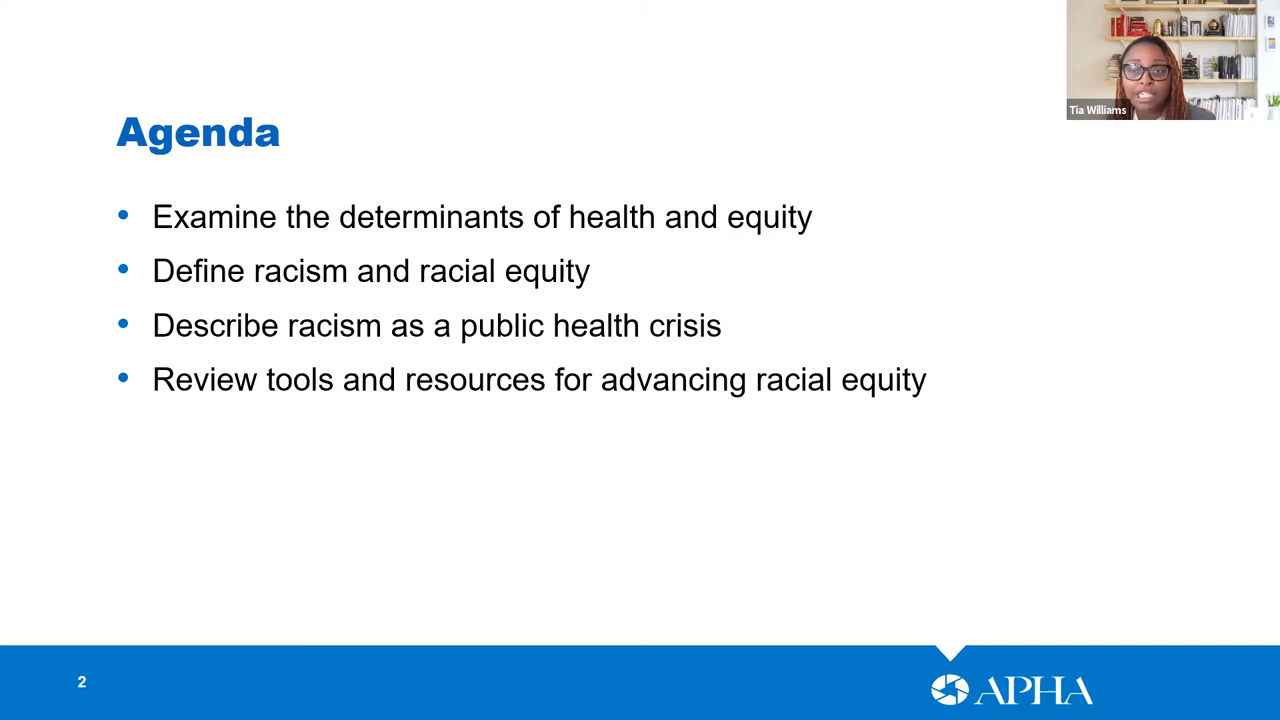 Tia Williams
Agenda
• Examine the determinants of health and equity
• Define racism and racial equity
• Describe racism as a public health crisis
• Review tools and resources for advancing racial equity
2
APHA